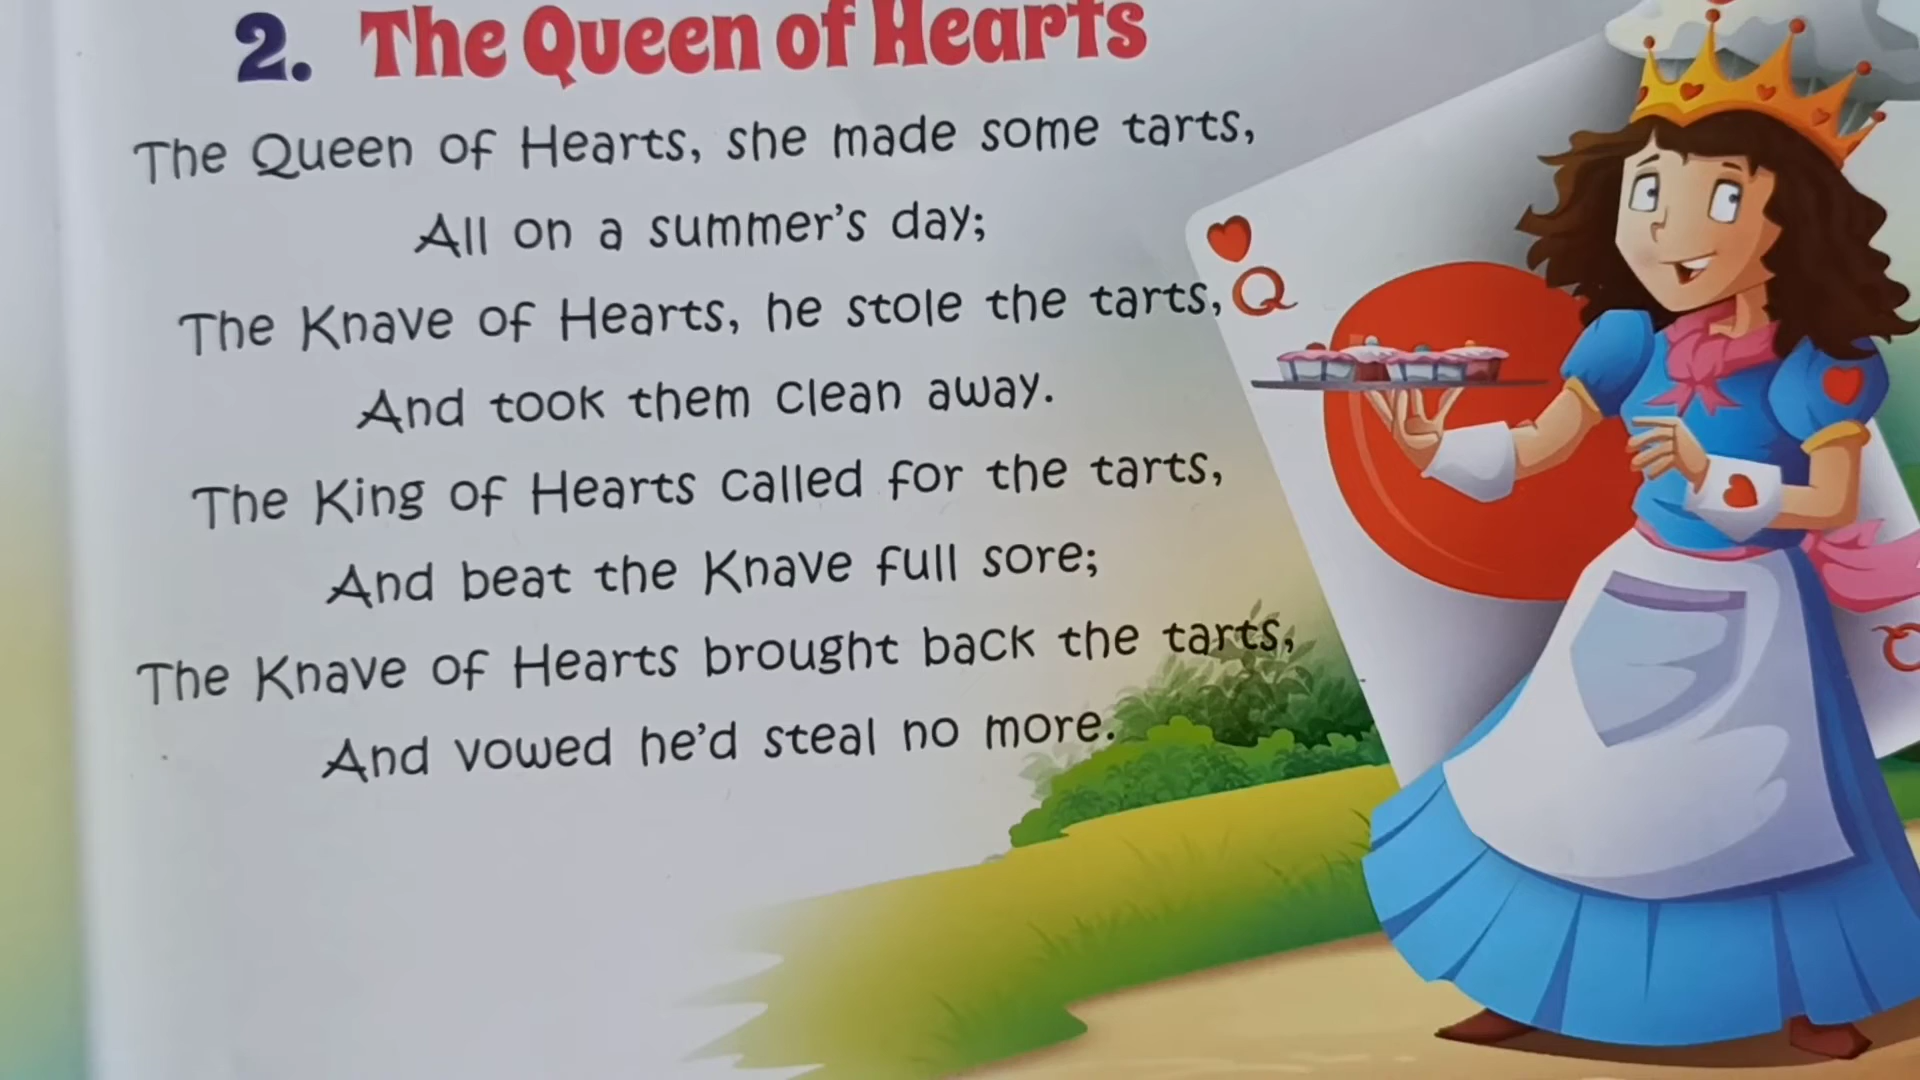 2. The Queen of Hearts
The Queen of Hearts, she made some tarts,
All on a summer's day;
The Knave of Hearts, he stole the tarts,
And took them clean away.
The King of Hearts called for the tarts,
And beat the Knave full sore;
The Knave of Hearts brought back the tarts,
And vowed he'd steal no more.
Q
Q